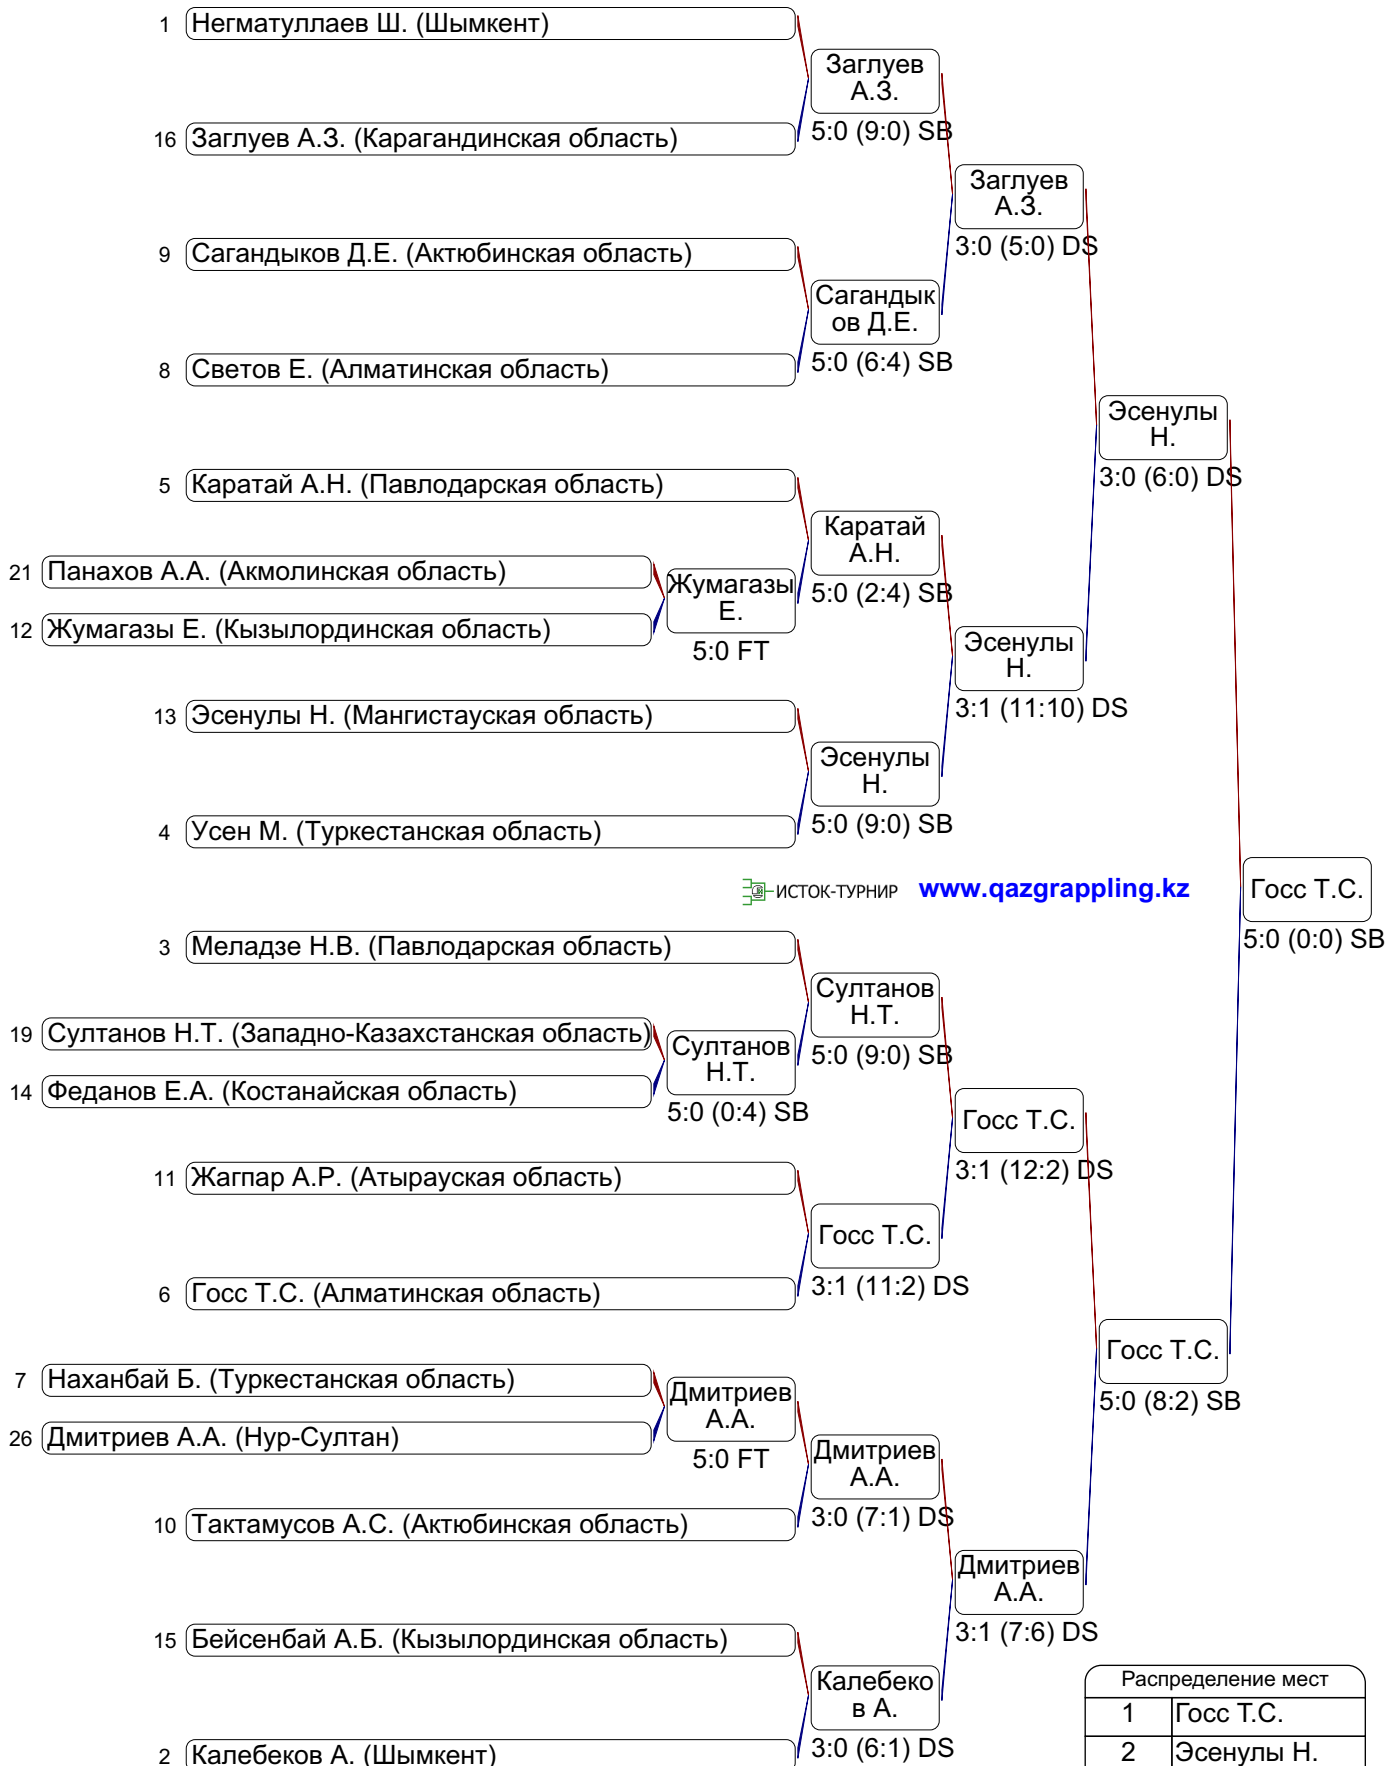 1 Негматуллаев Ш. (Шымкент)
Заглуев
А.З.
5:0 (9:0) SB
16 Заглуев А.З. (Карагандинская область)
Заглуев
А.З.
3:0 (5:0) DS
9 Сагандыков Д.Е. (Актюбинская область)
Сагандык
ов Д.Е.
5:0 (6:4) SB
8 Светов Е. (Алматинская область)
Эсенулы
Н.
3:0 (6:0) DS
5 Каратай А.Н. (Павлодарская область)
Каратай
А.Н.
5:0 (2:4) SB
21 Панахов А.А. (Акмолинская область)
Жумагазы
Е.
5:0 FT
12 Жумагазы Е. (Кызылординская область)
Эсенулы
Н.
3:1 (11:10) DS
13 Эсенулы Н. (Мангистауская область)
Эсенулы
Н.
5:0 (9:0) SB
4 Усен М. (Туркестанская область)
ИСТОК-ТУРНИР www.qazgrappling.kz
Госс Т.С.
5:0 (0:0) SB
3 Меладзе Н.В. (Павлодарская область)
Султанов
Н.Т.
5:0 (9:0) SB
19 Султанов Н.Т. (Западно-Казахстанская область)
Султанов
Н.Т.
5:0 (0:4) SB
14 Феданов Е.А. (Костанайская область)
Госс Т.С.
3:1 (12:2) DS
11 Жагпар А.Р. (Атырауская область)
Госс Т.С.
3:1 (11:2) DS
6 Госс Т.С. (Алматинская область)
Госс Т.С.
5:0 (8:2) SB
7 Наханбай Б. (Туркестанская область)
Дмитриев
А.А.
5:0 FT
26 Дмитриев А.А. (Нур-Султан)
Дмитриев
А.А.
3:0 (7:1) DS
10 Тактамусов А.С. (Актюбинская область)
Дмитриев
А.А.
3:1 (7:6) DS
15 Бейсенбай А.Б. (Кызылординская область)
Калебеко
в А.
3:0 (6:1) DS
2 Калебеков А. (Шымкент)
Распределение мест
1 Госс Т.С.
2 Эсенулы Н.